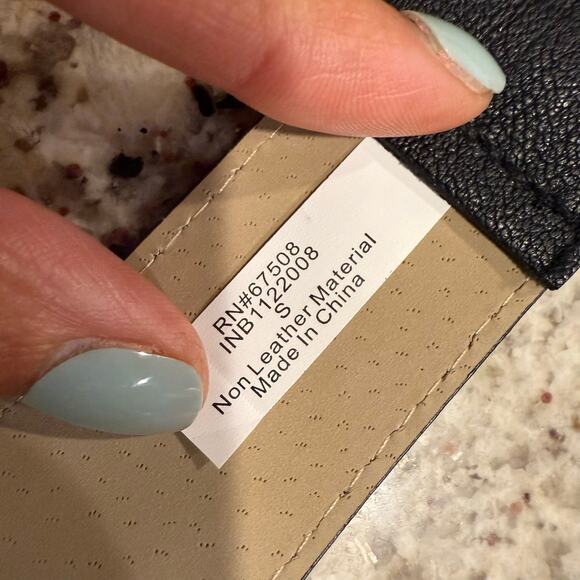 RN#67508
INB1122008
S
Non Leather Material
Made In China